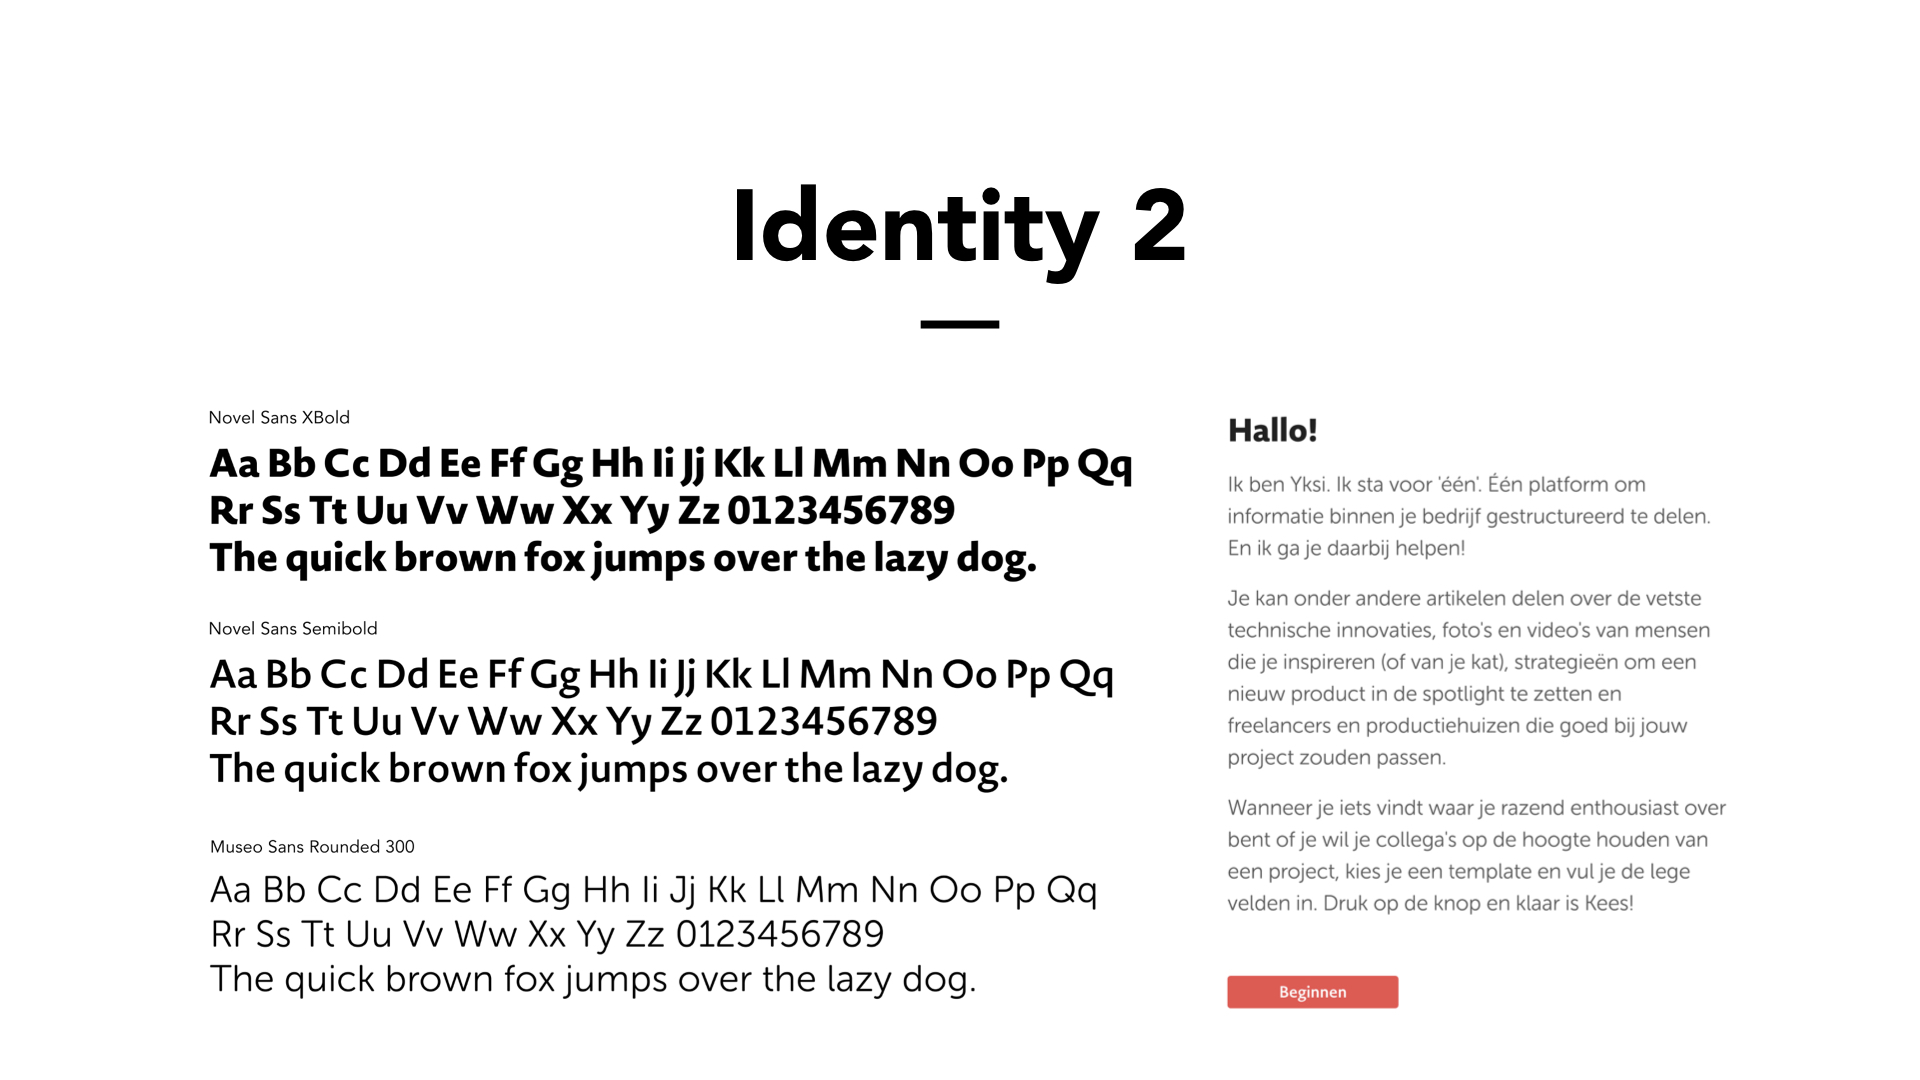 Identity 2
Novel Sans XBold
Aa Bb Cc Dd Ee Ff Gg Hh Ii Jj Kk Ll Mm Nn Oo Pp Qq
Rr Ss Tt Uu Vv Ww Xx Yy Zz 0123456789
The quick brown fox jumps over the lazy dog.
Novel Sans Semibold
Aa Bb Cc Dd Ee Ff Gg Hh Ii Jj Kk Ll Mm Nn Oo Pp Qq
Rr Ss Tt Uu Vv Ww Xx Yy Zz 0123456789
The quick brown fox jumps over the lazy dog.
Museo Sans Rounded 300
Aa Bb Cc Dd Ee Ff Gg Hh Ii Jj Kk Ll Mm Nn Oo Pp Qq
Rr Ss Tt Uu Vv Ww Xx Yy Zz 0123456789
The quick brown fox jumps over the lazy dog.
Hallo!
Ik ben Yksi. Ik sta voor 'één'. Één platform om
informatie binnen je bedrijf gestructureerd te delen.
En ik ga je daarbij helpen!
Je kan onder andere artikelen delen over de vetste
technische innovaties, foto's en video's van mensen
die je inspireren (of van je kat), strategieën om een
nieuw product in de spotlight te zetten en
freelancers en productiehuizen die goed bij jouw
project zouden passen.
Wanneer je iets vindt waar je razend enthousiast over
bent of je wil je collega's op de hoogte houden van
een project, kies je een template en vul je de lege
velden in. Druk op de knop en klaar is Kees!
Beginnen